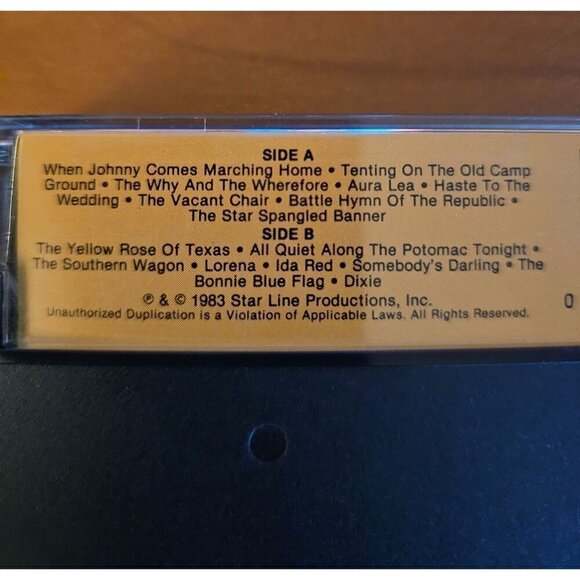 SIDE A
When Johnny Comes Marching Home • Tenting On The Old Camp
Ground • The Why And The Wherefore • Aura Lea • Haste To The
Wedding • The Vacant Chair • Battle Hymn Of The Republic •
The Star Spangled Banner
SIDE B
The Yellow Rose Of Texas • All Quiet Along The Potomac Tonight •
The Southern Wagon • Lorena • Ida Red • Somebody's Darling • The
Bonnie Blue Flag • Dixie
℗ & © 1983 Star Line Productions, Inc.
Unauthorized Duplication is a Violation of Applicable Laws. All Rights Reserved.
0